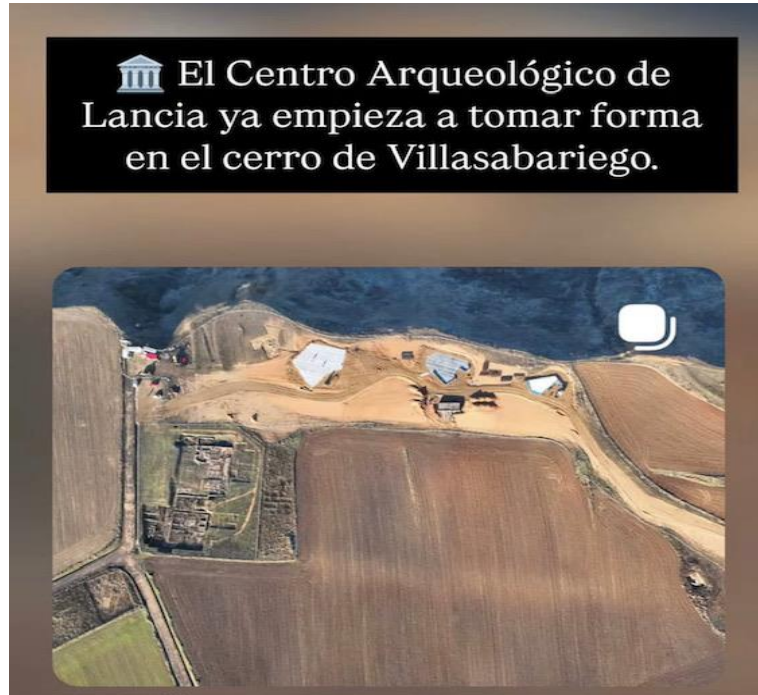 🏛️ El Centro Arqueológico de
Lancia ya empieza a tomar forma
en el cerro de Villasabariego.